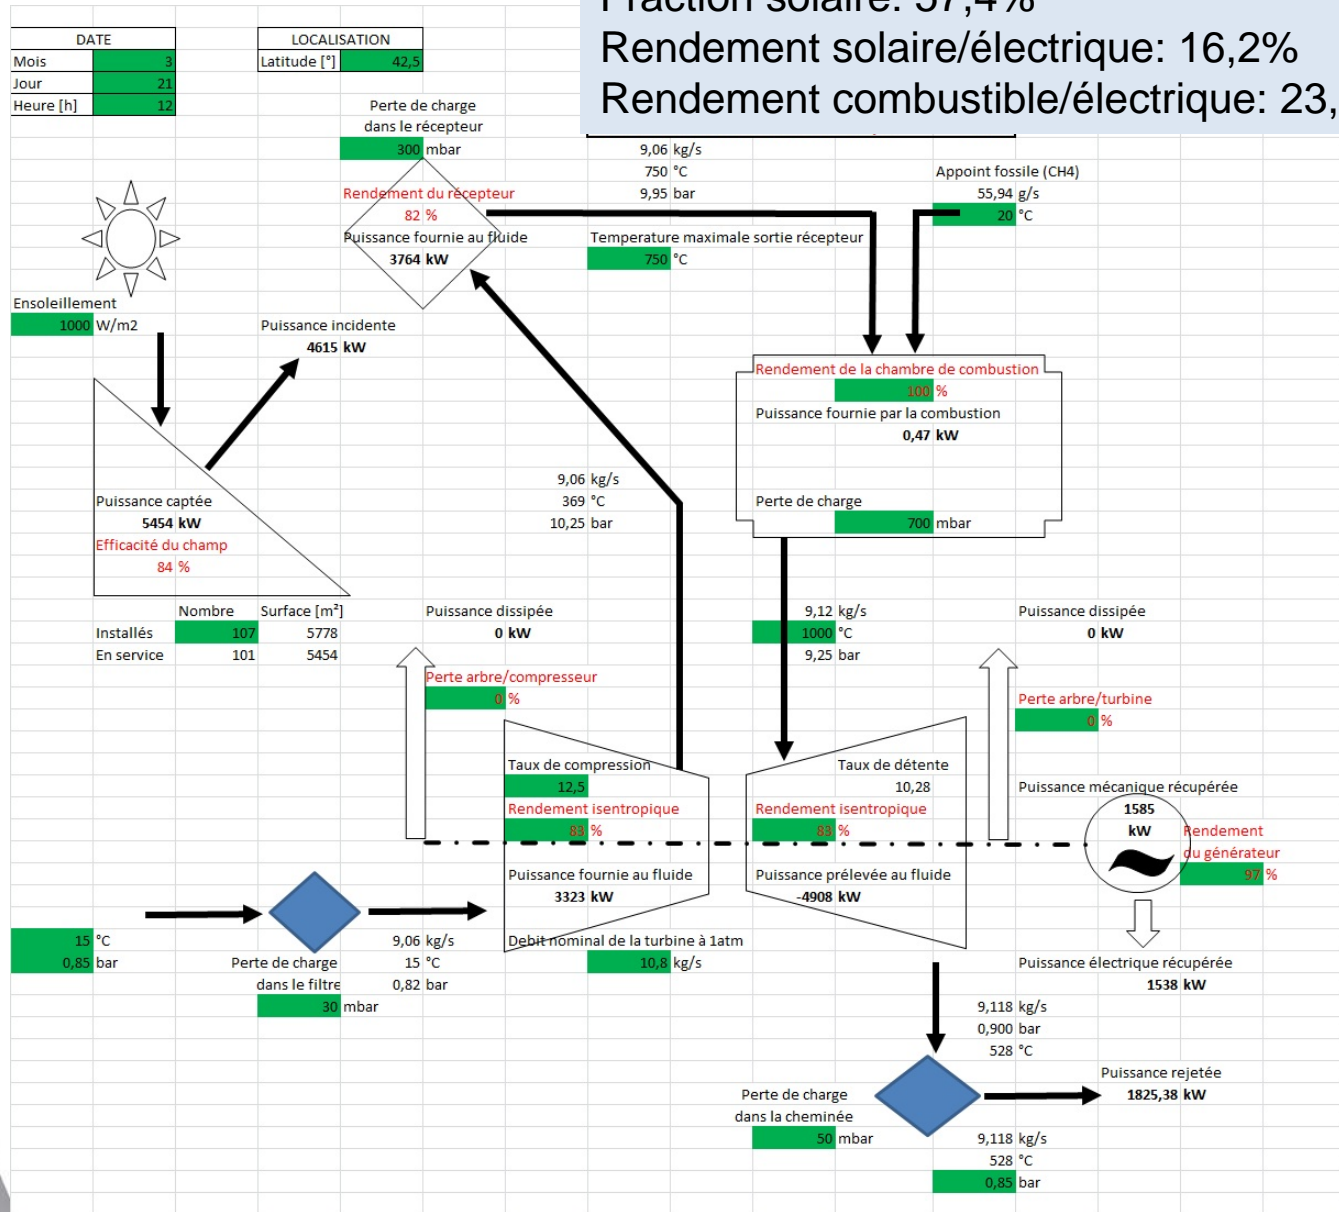 Fraction solaire: 57,4%
Rendement solaire/électrique: 16,2%
Rendement combustible/électrique: 23,
DATE
Mois 3
Jour 21
Heure [h] 12
LOCALISATION
Latitude [°] 42,5
Perte de charge
dans le récepteur
300 mbar
Rendement du récepteur
82 %
Puissance fournie au fluide
3764 kW
9,06 kg/s
750 °C
9,95 bar
Temperature maximale sortie récepteur
750 °C
Appoint fossile (CH4)
55,94 g/s
20 °C
Ensoleillement
1000 W/m2
Puissance incidente
4615 kW
Rendement de la chambre de combustion
100 %
Puissance fournie par la combustion
0,47 kW
Perte de charge
700 mbar
9,06 kg/s
369 °C
10,25 bar
Puissance captée
5454 kW
Efficacité du champ
84 %
Nombre Surface [m²]
Installés 107 5778
En service 101 5454
Puissance dissipée
0 kW
Perte arbre/compresseur
0 %
9,12 kg/s
1000 °C
9,25 bar
Puissance dissipée
0 kW
Perte arbre/turbine
0 %
Taux de compression
12,5
Rendement isentropique
83 %
Puissance fournie au fluide
3323 kW
Taux de détente
10,28
Rendement isentropique
83 %
Puissance prélevée au fluide
-4908 kW
Puissance mécanique récupérée
1585
kW
Rendement
du générateur
97 %
15 °C
0,85 bar
Perte de charge
dans le filtre
30 mbar
9,06 kg/s
15 °C
0,82 bar
Debit nominal de la turbine à 1atm
10,8 kg/s
Puissance électrique récupérée
1538 kW
9,118 kg/s
0,900 bar
528 °C
Puissance rejetée
1825,38 kW
Perte de charge
dans la cheminée
50 mbar
9,118 kg/s
528 °C
0,85 bar